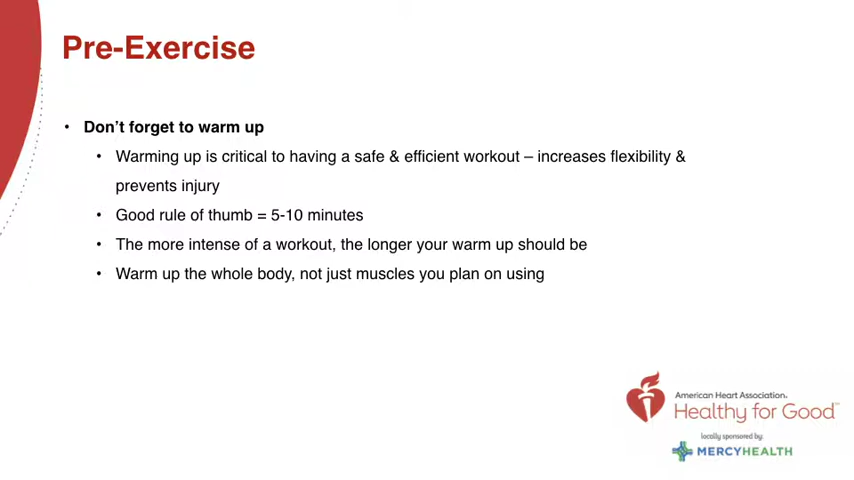 Pre-Exercise
• Don’t forget to warm up
• Warming up is critical to having a safe & efficient workout – increases flexibility &
prevents injury
• Good rule of thumb = 5-10 minutes
• The more intense of a workout, the longer your warm up should be
• Warm up the whole body, not just muscles you plan on using
American Heart Association.
Healthy for Good™
locally sponsored by
MERCYHEALTH